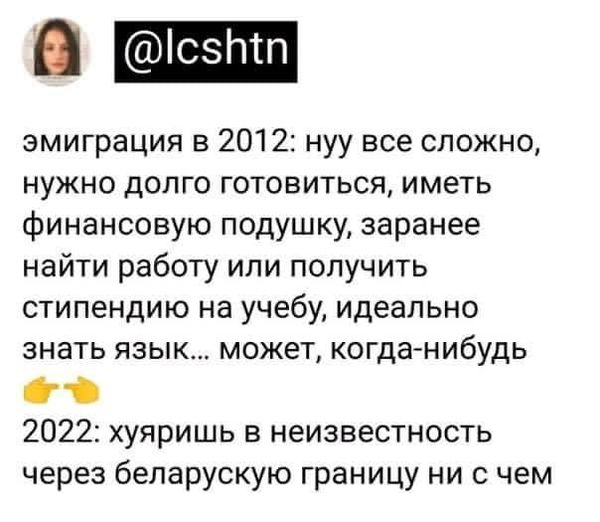 @lcshtn
эмиграция в 2012: нуу все сложно,
нужно долго готовиться, иметь
финансовую подушку, заранее
найти работу или получить
стипендию на учебу, идеально
знать язык... может, когда-нибудь
👉👈
2022: хуяришь в неизвестность
через беларускую границу ни с чем